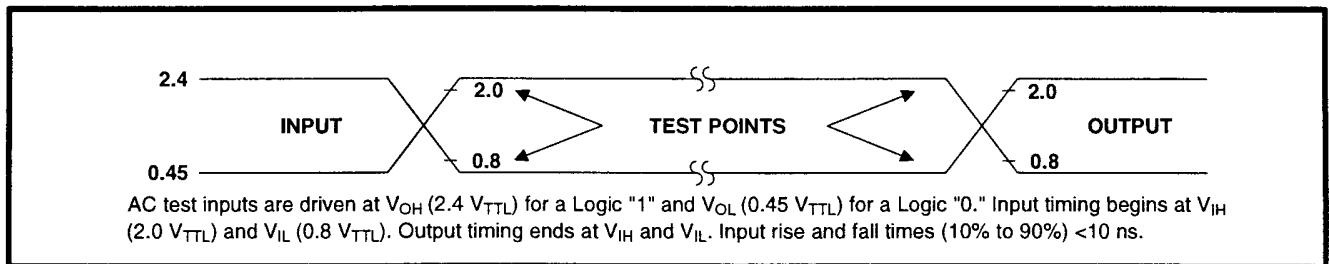 2.4
2.0
2.0
INPUT
TEST POINTS
OUTPUT
0.8
0.8
0.45
AC test inputs are driven at VOH (2.4 VTTL) for a Logic "1" and VOL (0.45 VTTL) for a Logic "0." Input timing begins at VIH
(2.0 VTTL) and VIL (0.8 VTTL). Output timing ends at VIH and VIL. Input rise and fall times (10% to 90%) <10 ns.